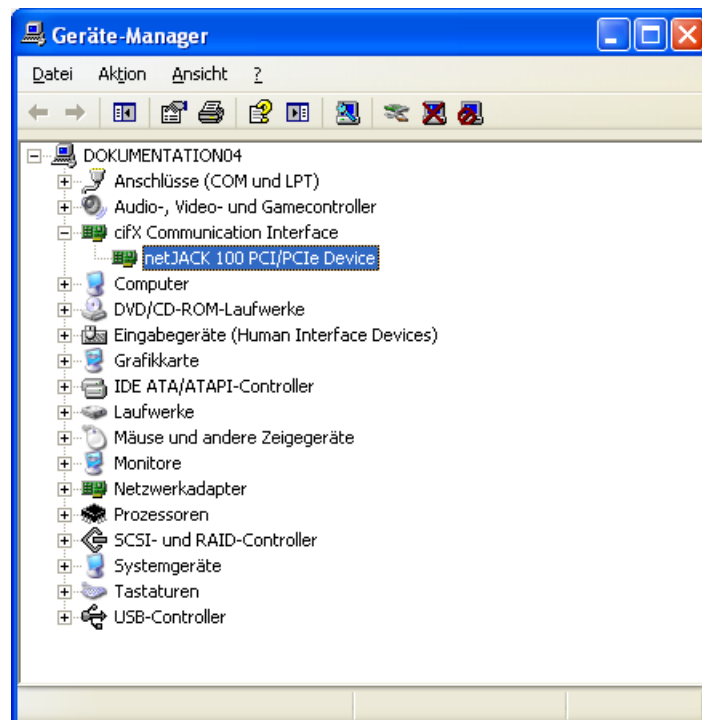 Geräte-Manager
Datei Aktion Ansicht ?
DOKUMENTATION04
Anschlüsse (COM und LPT)
Audio-, Video- und Gamecontroller
cifX Communication Interface
netJACK 100 PCI/PCIe Device
Computer
DVD/CD-ROM-Laufwerke
Eingabegeräte (Human Interface Devices)
Grafikkarte
IDE ATA/ATAPI-Controller
Laufwerke
Mäuse und andere Zeigegeräte
Monitore
Netzwerkadapter
Prozessoren
SCSI- und RAID-Controller
Systemgeräte
Tastaturen
USB-Controller